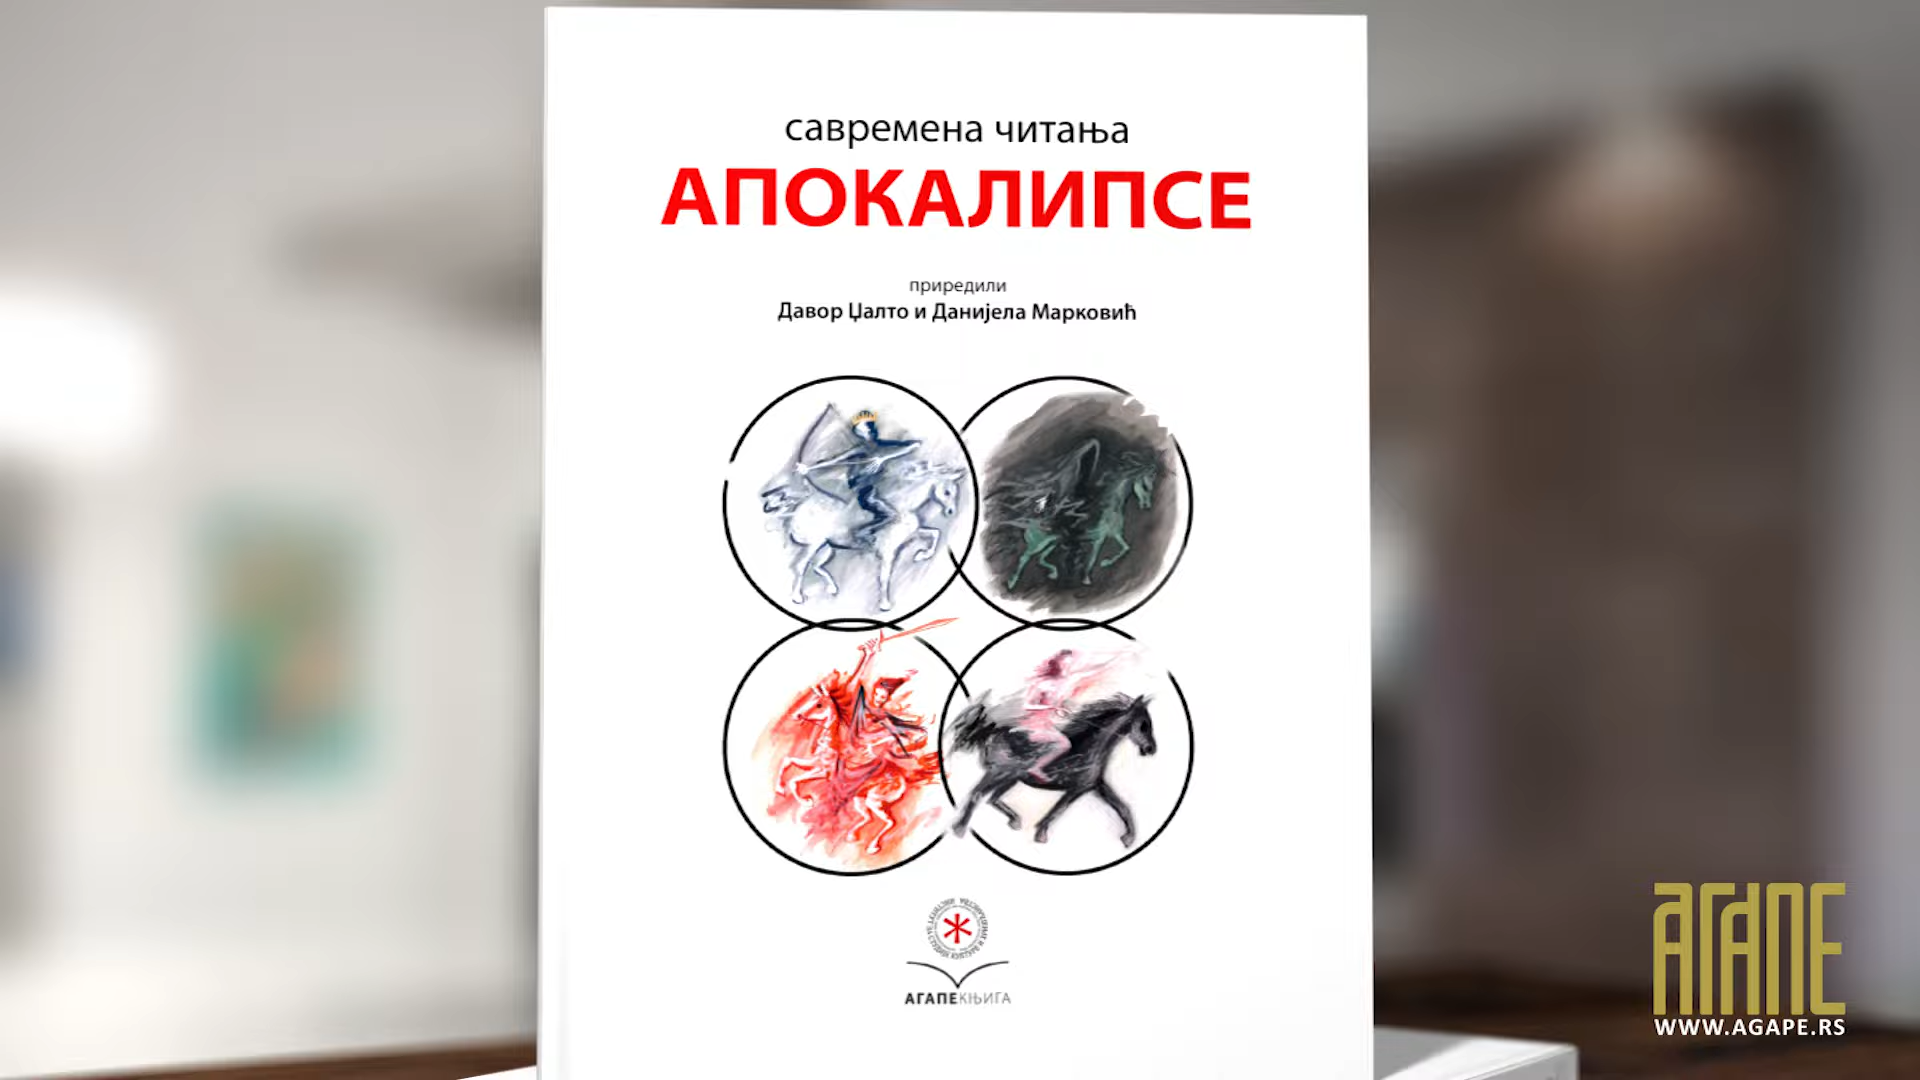 савремена читања
АПОКАЛИПСЕ
приредили
Давор Џалто и Данијела Марковић
АГАПЕКЊИГА
АГАПЕ
WWW.AGAPE.RS